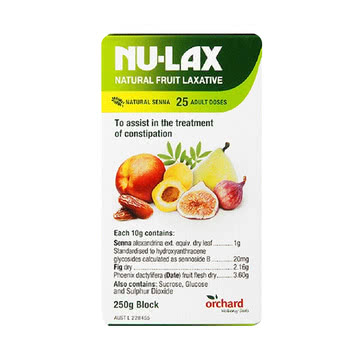 NU-LAX
NATURAL FRUIT LAXATIVE
NATURAL SENNA 25 ADULT DOSES
To assist in the treatment
of constipation
Each 10g contains:
Senna alexandrina ext. equiv. dry leaf 1g
Standardised to hydroxyanthracene
glycosides calculated as sennoside B 20mg
Fig dry 2.16g
Phoenix dactylifera (Date) fruit flesh dry 3.60g
Also contains: Sucrose, Glucose
and Sulphur Dioxide
250g Block
orchard
AUST L 228455